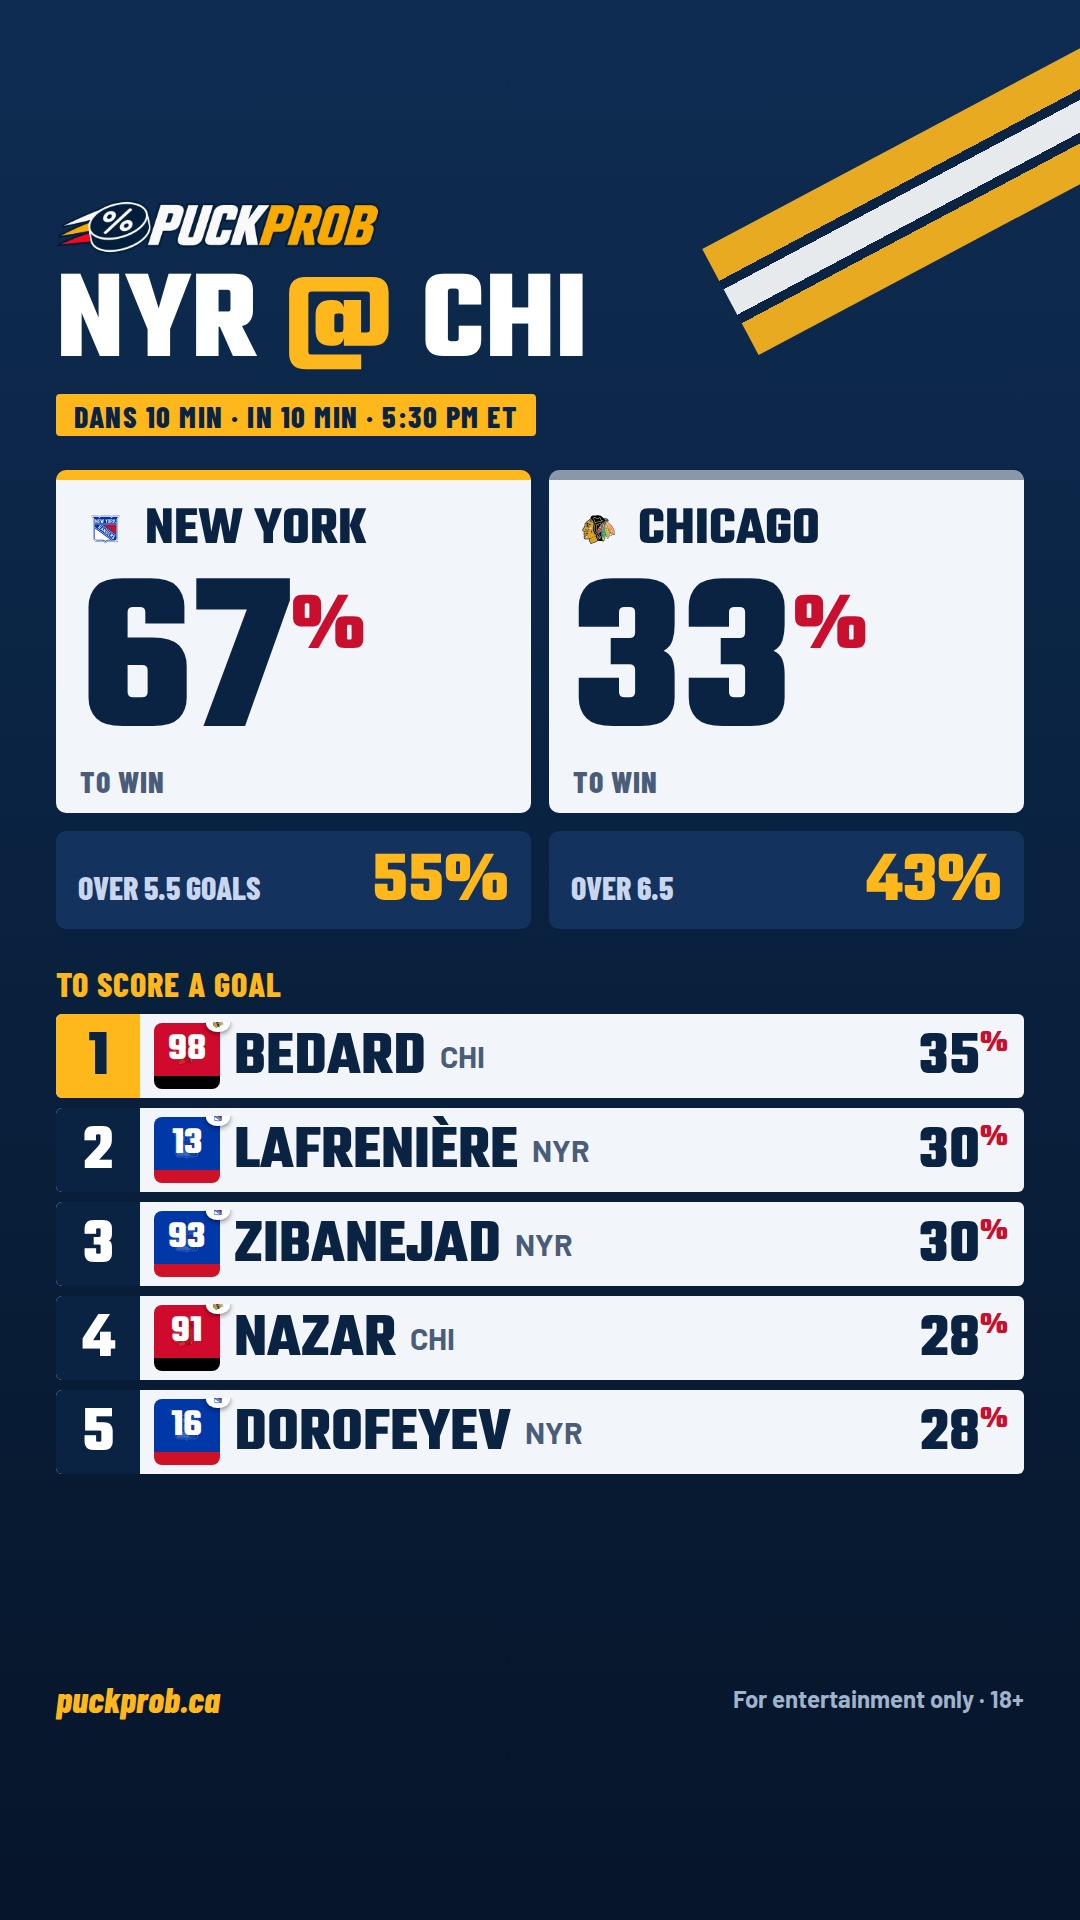 % PUCKPROB
NYR @ CHI
DANS 10 MIN · IN 10 MIN · 5:30 PM ET
NEW YORK
67%
TO WIN
CHICAGO
33%
TO WIN
OVER 5.5 GOALS 55%
OVER 6.5 43%
TO SCORE A GOAL
1 98 BEDARD CHI 35%
2 13 LAFRENIÈRE NYR 30%
3 93 ZIBANEJAD NYR 30%
4 91 NAZAR CHI 28%
5 16 DOROFEYEV NYR 28%
puckprob.ca
For entertainment only · 18+